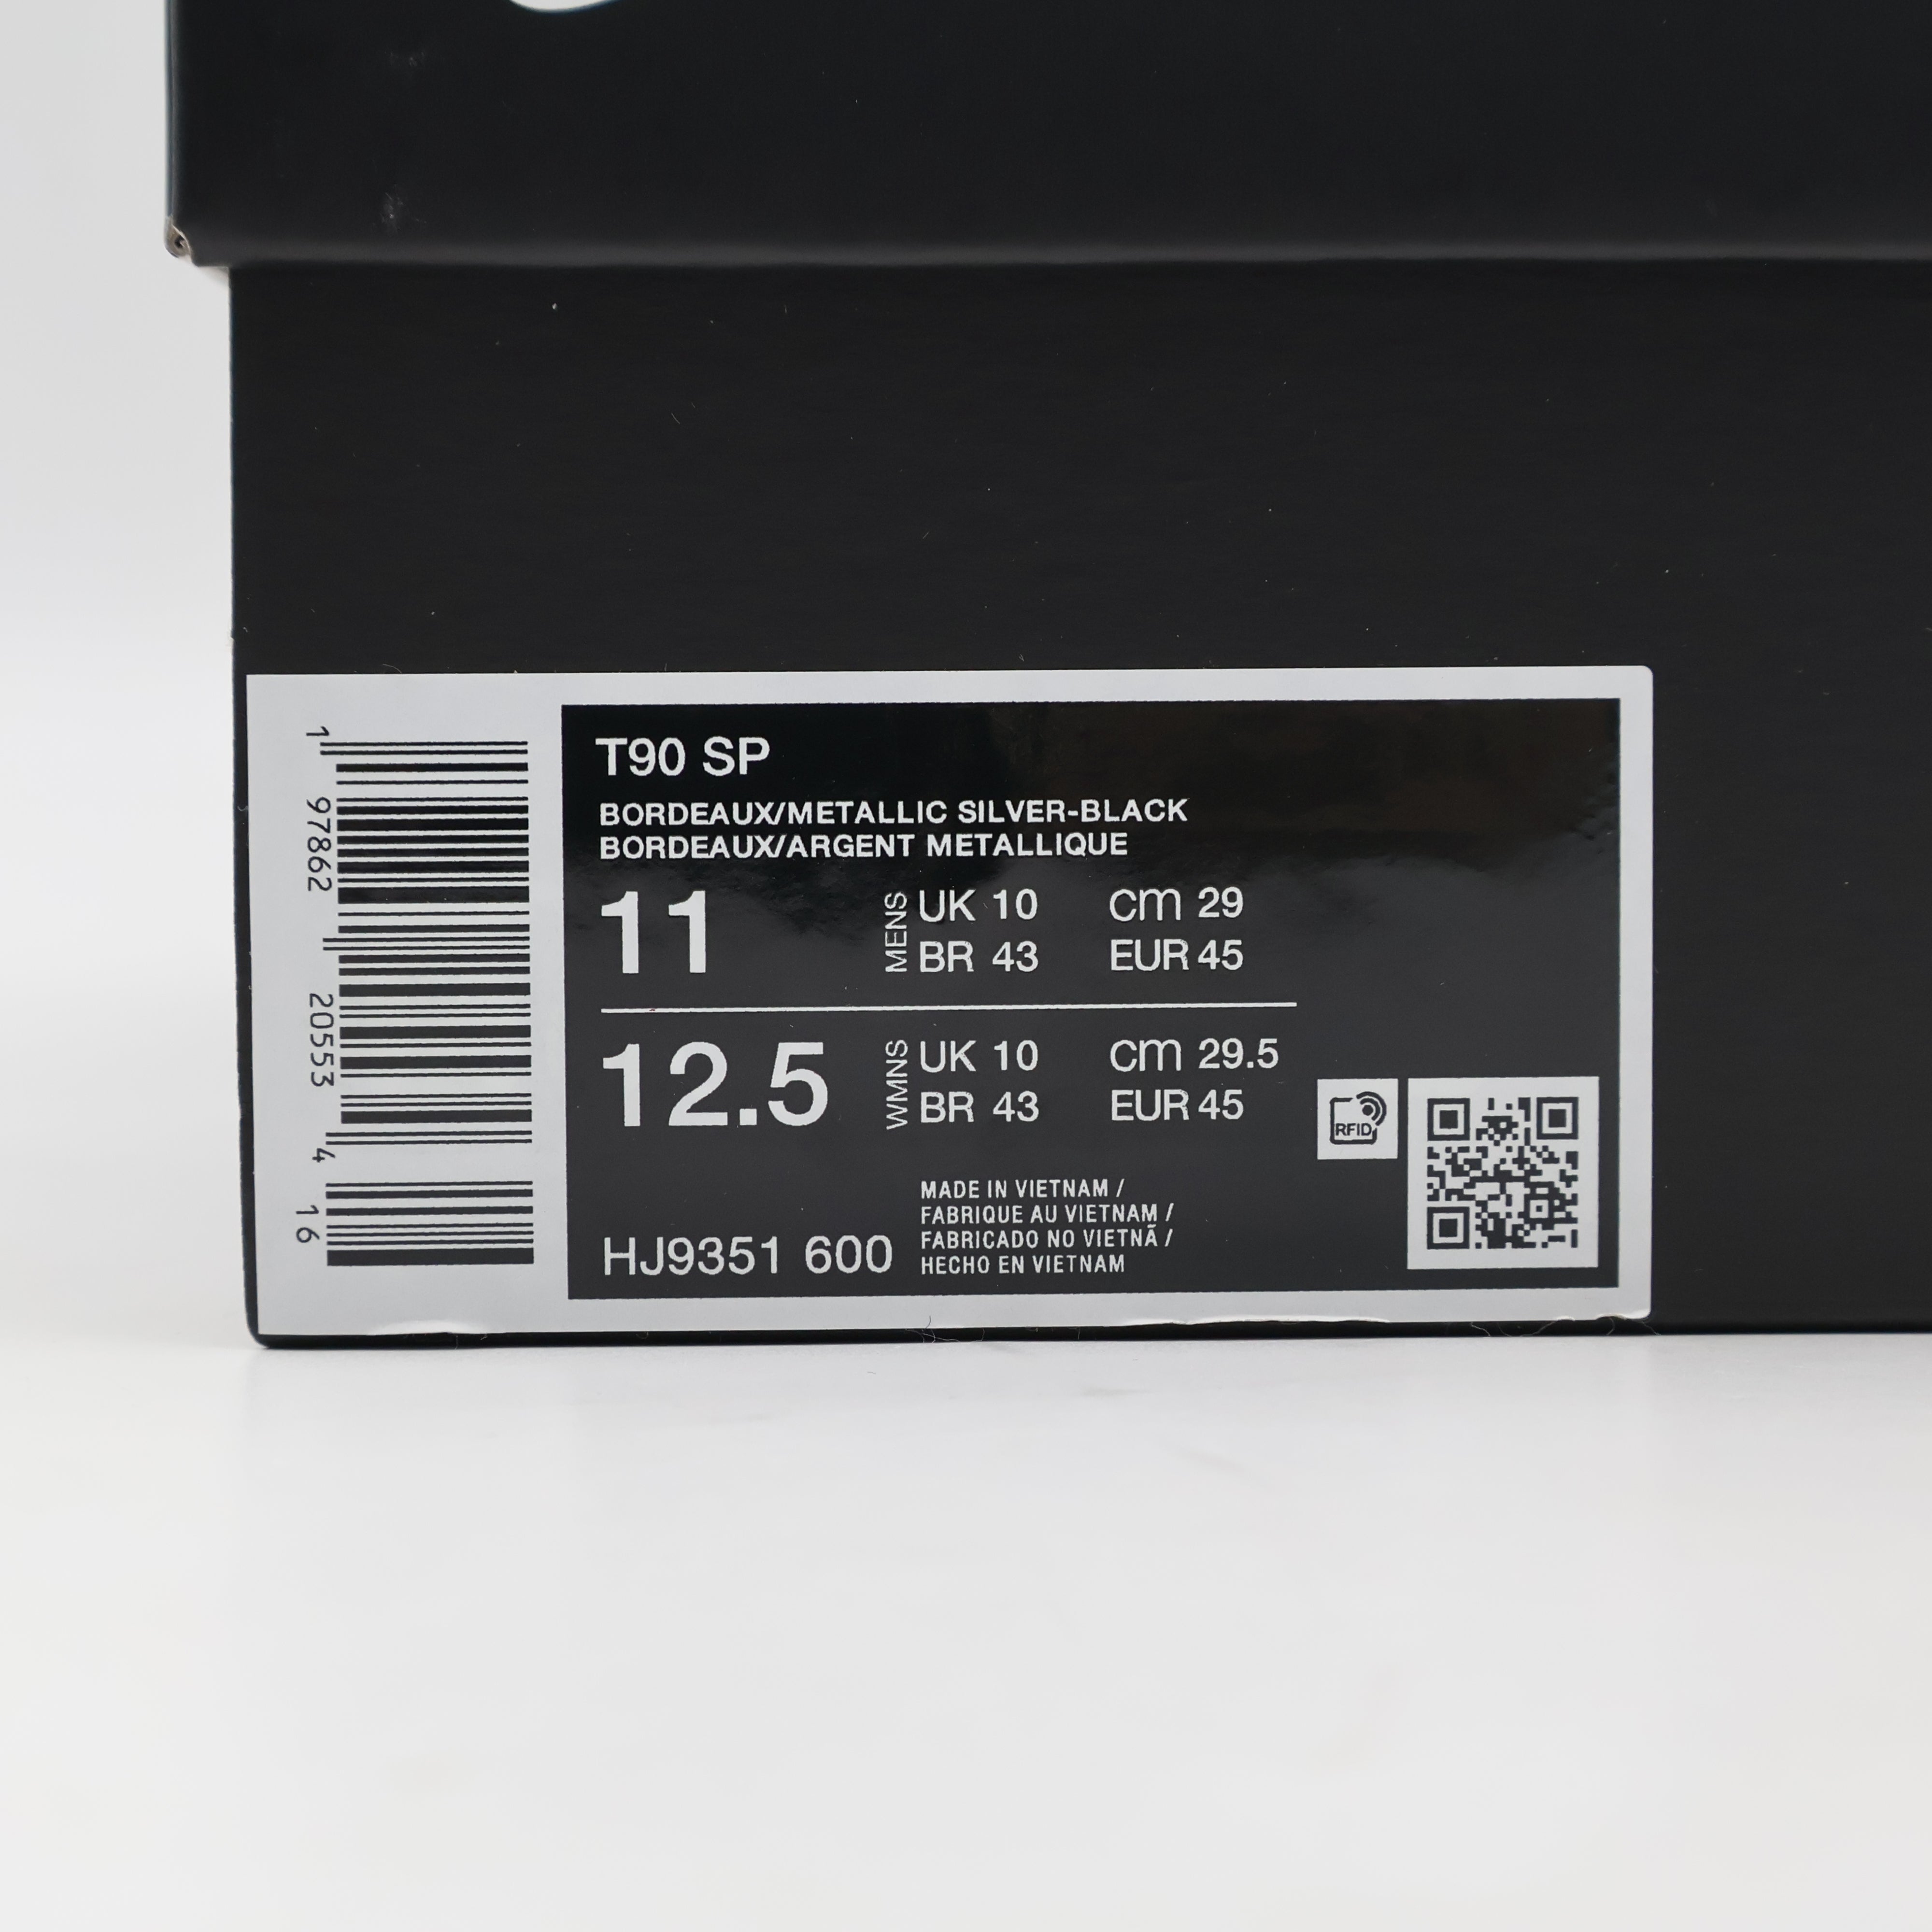 T90 SP
BORDEAUX/METALLIC SILVER-BLACK
BORDEAUX/ARGENT METALLIQUE
11
MENS
UK 10 cm 29
BR 43 EUR 45
12.5
WMNS
UK 10 cm 29.5
BR 43 EUR 45
RFID
HJ9351 600
MADE IN VIETNAM /
FABRIQUE AU VIETNAM /
FABRICADO NO VIETNÃ /
HECHO EN VIETNAM
1 97862 20553 4 16